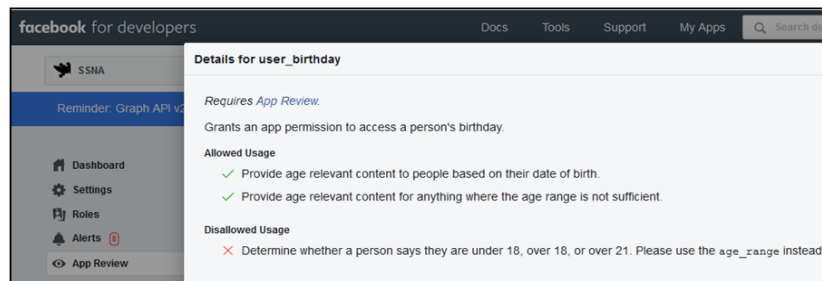 facebook for developers
Docs
Tools
Support
My Apps
Search de
SSNA
Reminder: Graph API v2
Dashboard
Settings
Roles
Alerts 8
App Review
Details for user_birthday
Requires App Review.
Grants an app permission to access a person's birthday.
Allowed Usage
Provide age relevant content to people based on their date of birth.
Provide age relevant content for anything where the age range is not sufficient.
Disallowed Usage
Determine whether a person says they are under 18, over 18, or over 21. Please use the age_range instead